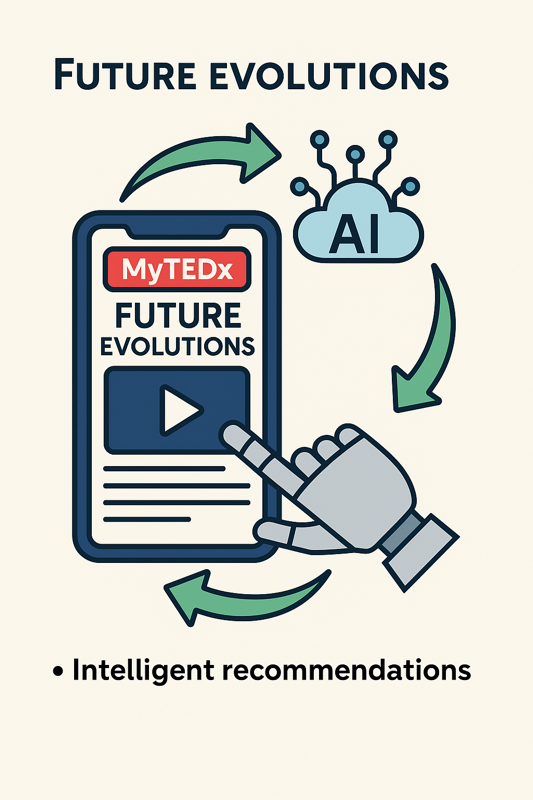 FUTURE EVOLUTIONS
AI
MyTEDx
FUTURE
EVOLUTIONS
• Intelligent recommendations